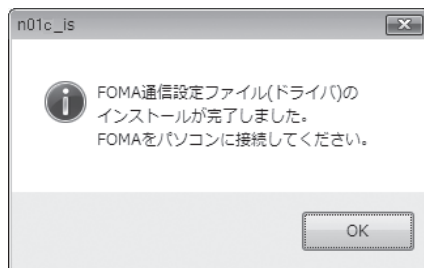 n01c_is
FOMA通信設定ファイル(ドライバ)の
インストールが完了しました。
FOMAをパソコンに接続してください。
OK